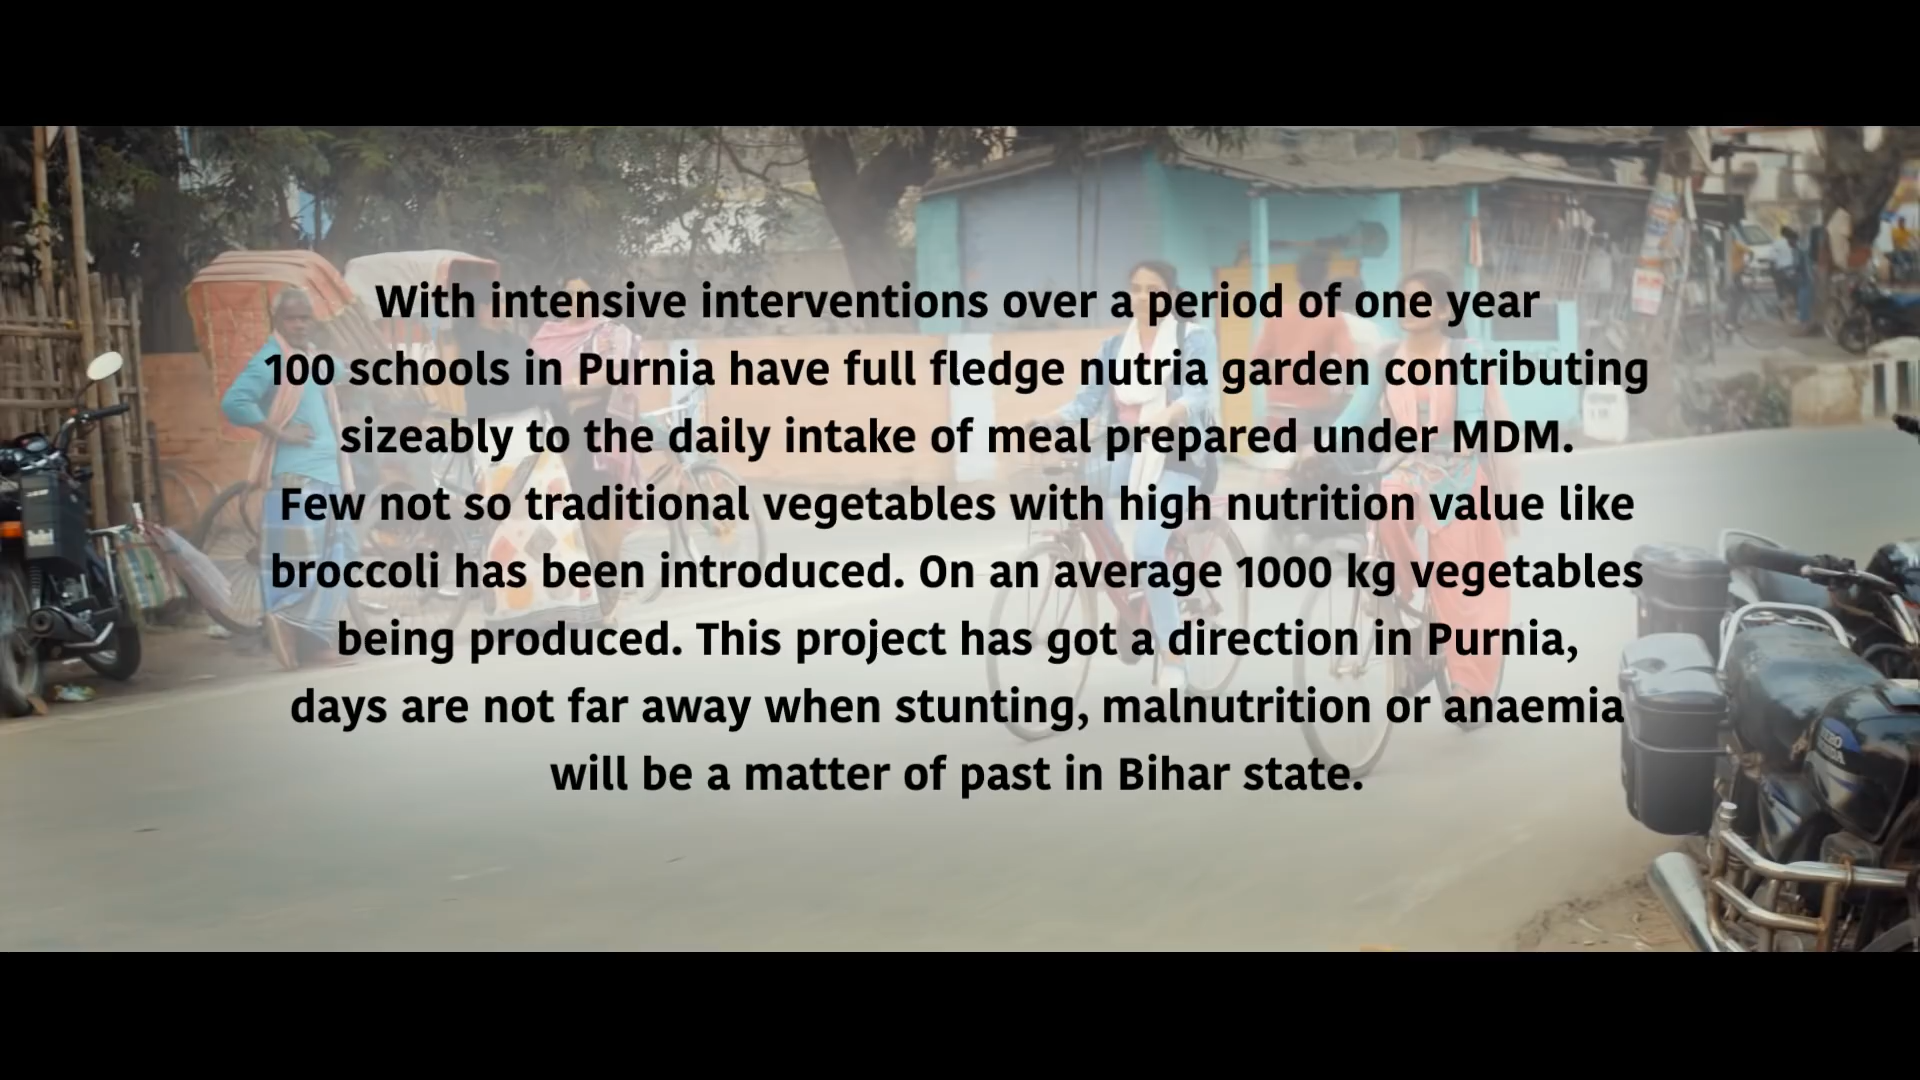 With intensive interventions over a period of one year
100 schools in Purnia have full fledge nutria garden contributing
sizeably to the daily intake of meal prepared under MDM.
Few not so traditional vegetables with high nutrition value like
broccoli has been introduced. On an average 1000 kg vegetables
being produced. This project has got a direction in Purnia,
days are not far away when stunting, malnutrition or anaemia
will be a matter of past in Bihar state.